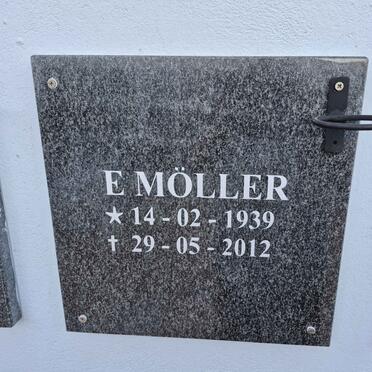 E MÖLLER
★ 14 - 02 - 1939
† 29 - 05 - 2012